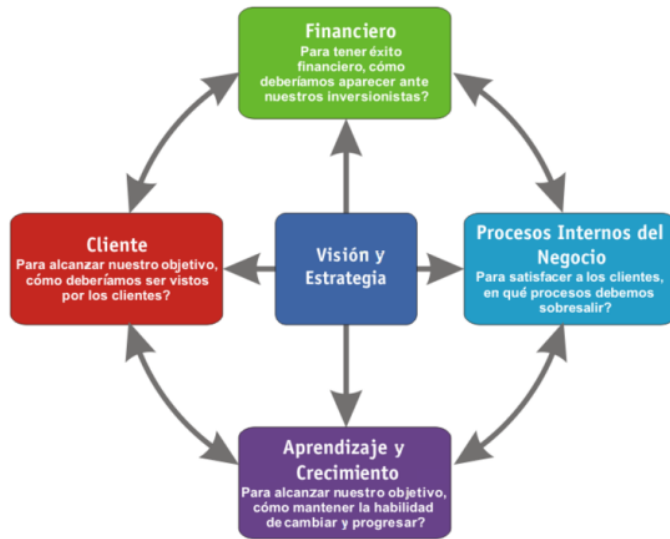 Financiero
Para tener éxito
financiero, cómo
deberíamos aparecer ante
nuestros inversionistas?
Cliente
Para alcanzar nuestro objetivo,
cómo deberíamos ser vistos
por los clientes?
Visión y
Estrategia
Procesos Internos del
Negocio
Para satisfacer a los clientes,
en qué procesos debemos
sobresalir?
Aprendizaje y
Crecimiento
Para alcanzar nuestro objetivo,
cómo mantener la habilidad
de cambiar y progresar?